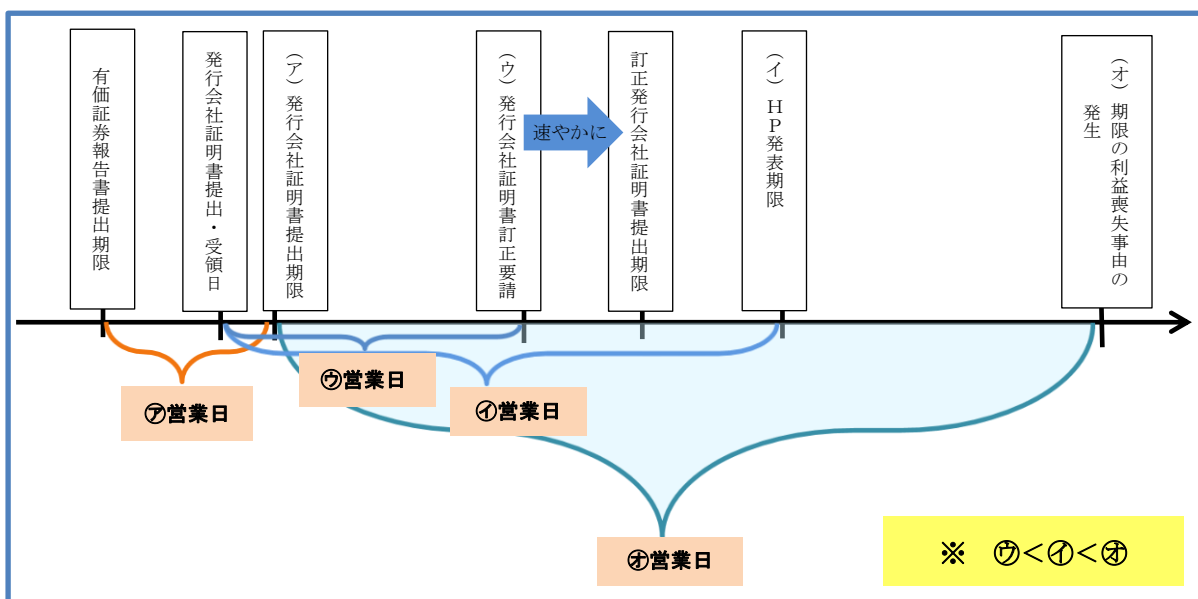 有価証券報告書提出期限
発行会社証明書提出・受領日
（ア）発行会社証明書提出期限
（ウ）発行会社証明書訂正要請
速やかに
訂正発行会社証明書提出期限
（イ）ＨＰ発表期限
（オ）期限の利益喪失事由の
発生
㋐営業日
㋒営業日
㋑営業日
㋔営業日
※　㋒＜㋑＜㋔